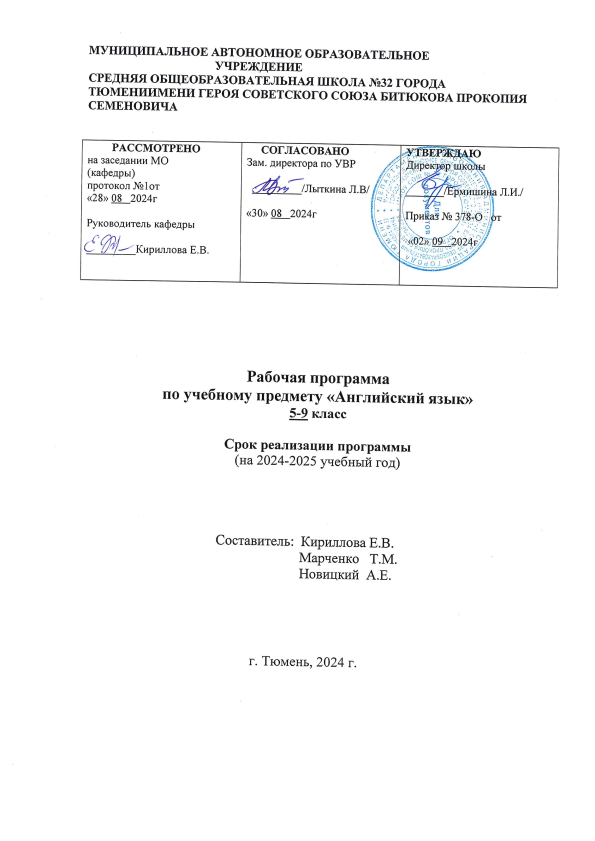 МУНИЦИПАЛЬНОЕ АВТОНОМНОЕ ОБРАЗОВАТЕЛЬНОЕ
УЧРЕЖДЕНИЕ
СРЕДНЯЯ ОБЩЕОБРАЗОВАТЕЛЬНАЯ ШКОЛА №32 ГОРОДА
ТЮМЕНИИМЕНИ ГЕРОЯ СОВЕТСКОГО СОЮЗА БИТЮКОВА ПРОКОПИЯ
СЕМЕНОВИЧА
РАССМОТРЕНО
на заседании МО
(кафедры)
протокол №1от
«28» 08 2024г
Руководитель кафедры
Кириллова Е.В.
СОГЛАСОВАНО
Зам. директора по УВР
/Лыткина Л.В/
«30» 08 2024г
УТВЕРЖДАЮ
Директор школы
/Ермишина Л.И./
Приказ № 378-О от
«02» 09 2024г
Для
документов
Рабочая программа
по учебному предмету «Английский язык»
5-9 класс
Срок реализации программы
(на 2024-2025 учебный год)
Составитель: Кириллова Е.В.
Марченко Т.М.
Новицкий А.Е.
г. Тюмень, 2024 г.